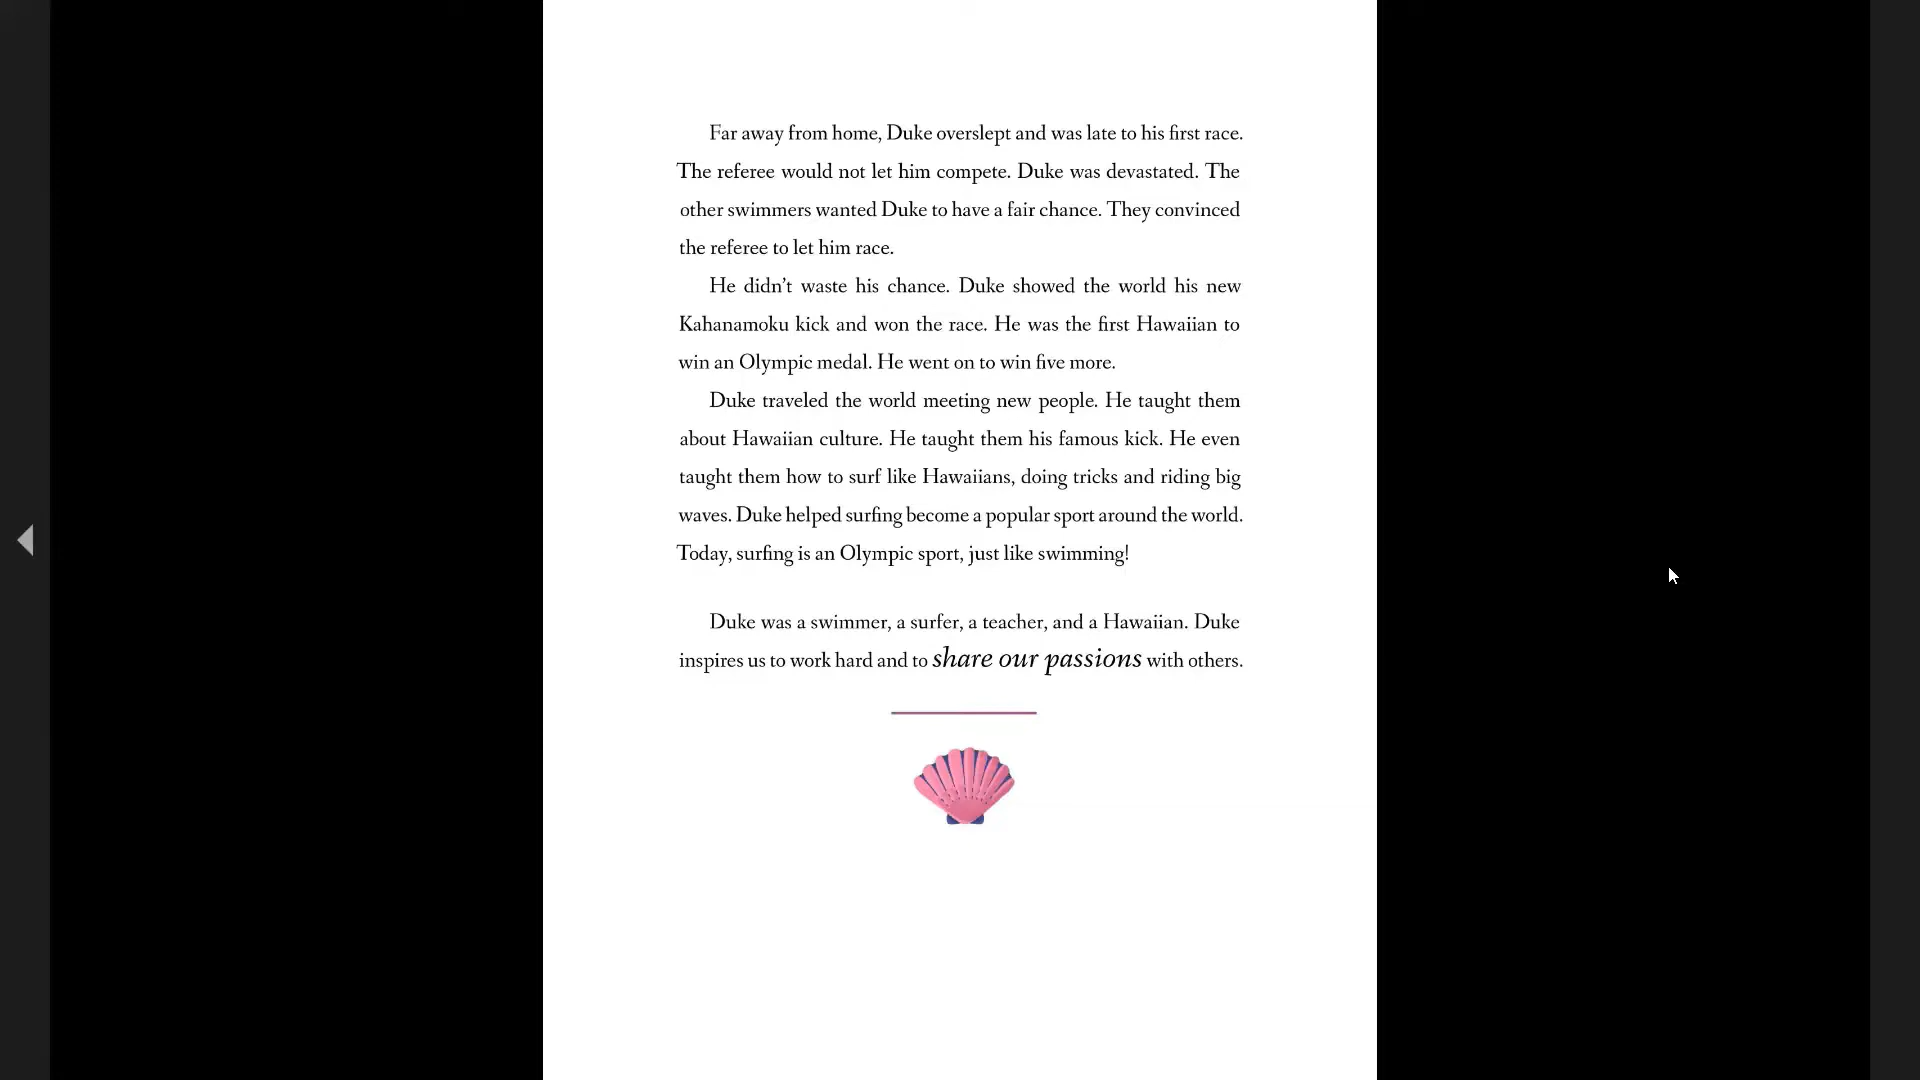 Far away from home, Duke overslept and was late to his first race.
The referee would not let him compete. Duke was devastated. The
other swimmers wanted Duke to have a fair chance. They convinced
the referee to let him race.
He didn’t waste his chance. Duke showed the world his new
Kahanamoku kick and won the race. He was the first Hawaiian to
win an Olympic medal. He went on to win five more.
Duke traveled the world meeting new people. He taught them
about Hawaiian culture. He taught them his famous kick. He even
taught them how to surf like Hawaiians, doing tricks and riding big
waves. Duke helped surfing become a popular sport around the world.
Today, surfing is an Olympic sport, just like swimming!
Duke was a swimmer, a surfer, a teacher, and a Hawaiian. Duke
inspires us to work hard and to share our passions with others.